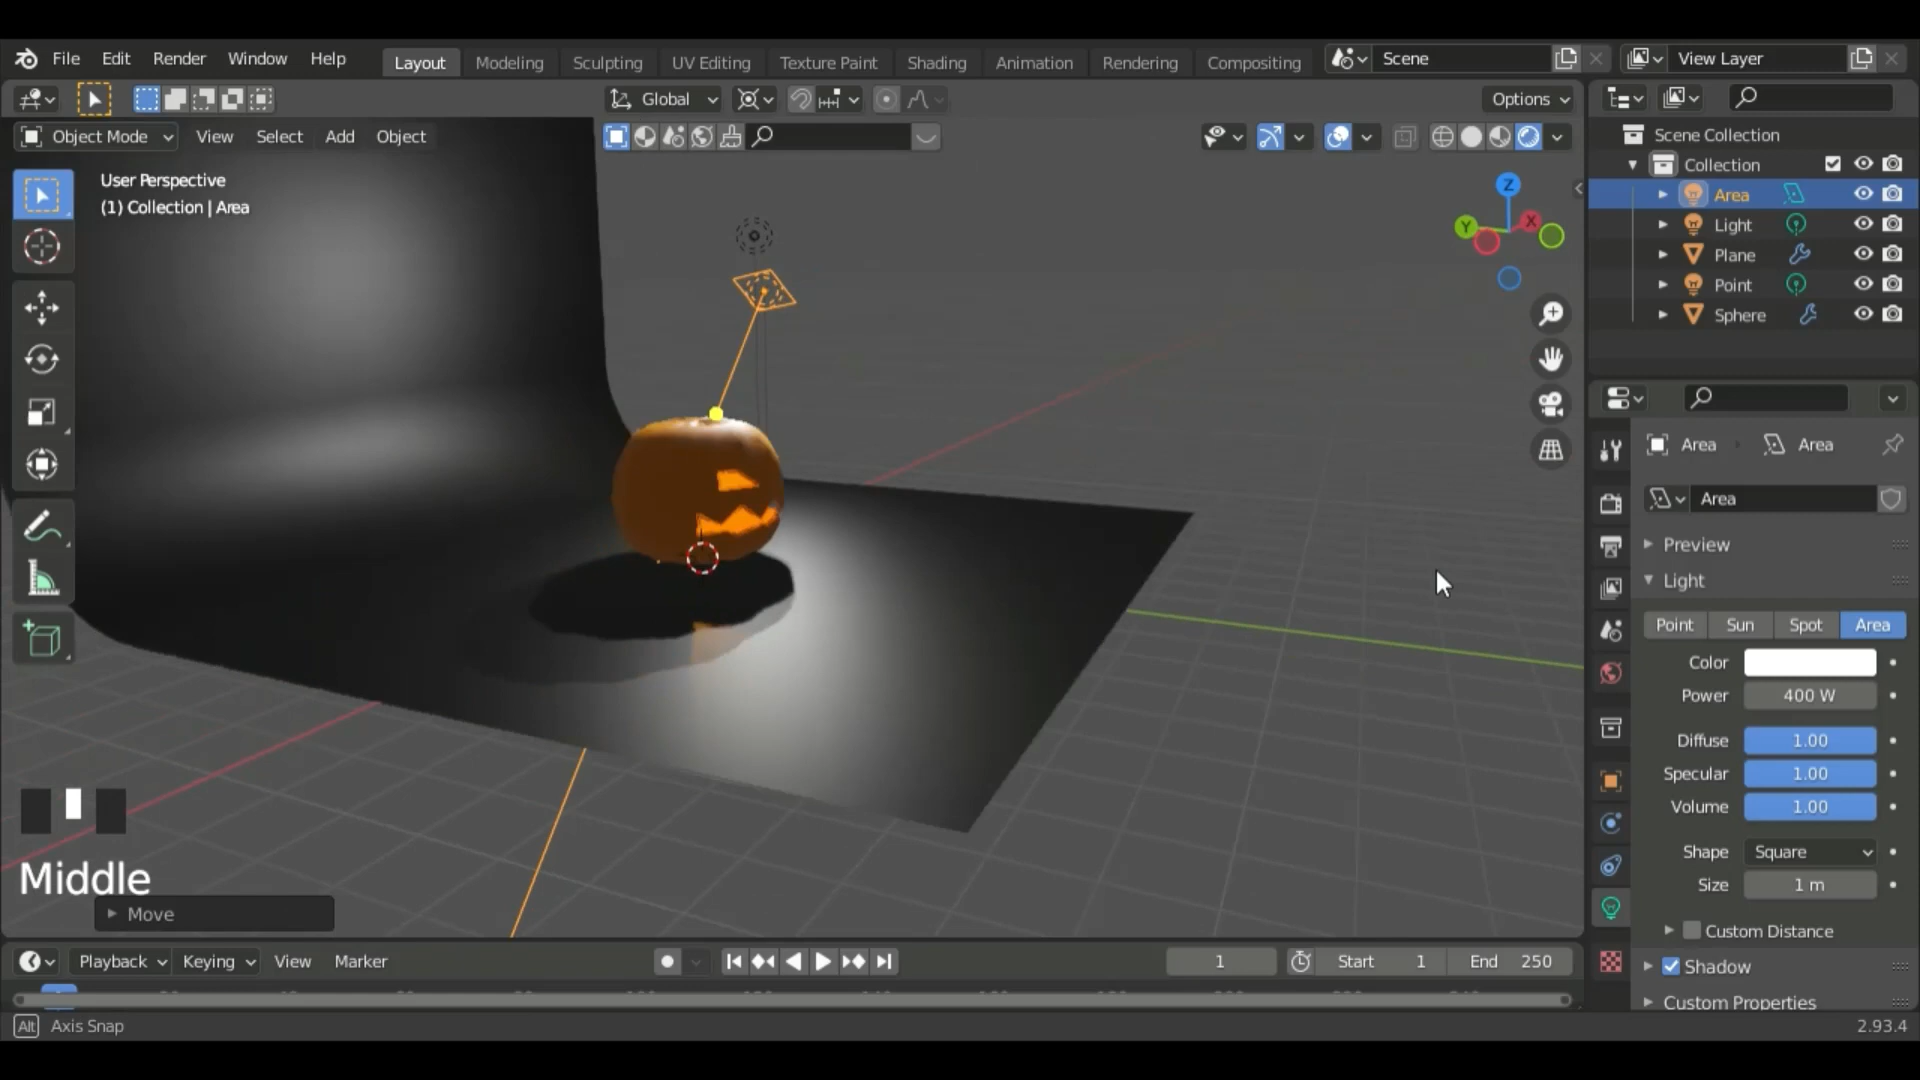 File Edit Render Window Help Layout Modeling Sculpting UV Editing Texture Paint Shading Animation Rendering Compositing Scene View Layer
Global Options
Object Mode View Select Add Object
User Perspective
(1) Collection | Area
Z
Y
X
Scene Collection
Collection
Area
Light
Plane
Point
Sphere
Area Area
Area
Preview
Light
Point Sun Spot Area
Color
Power 400 W
Diffuse 1.00
Specular 1.00
Volume 1.00
Shape Square
Size 1 m
Custom Distance
Shadow
Custom Properties
Middle
Move
Playback Keying View Marker 1 Start 1 End 250
Alt Axis Snap
2.93.4